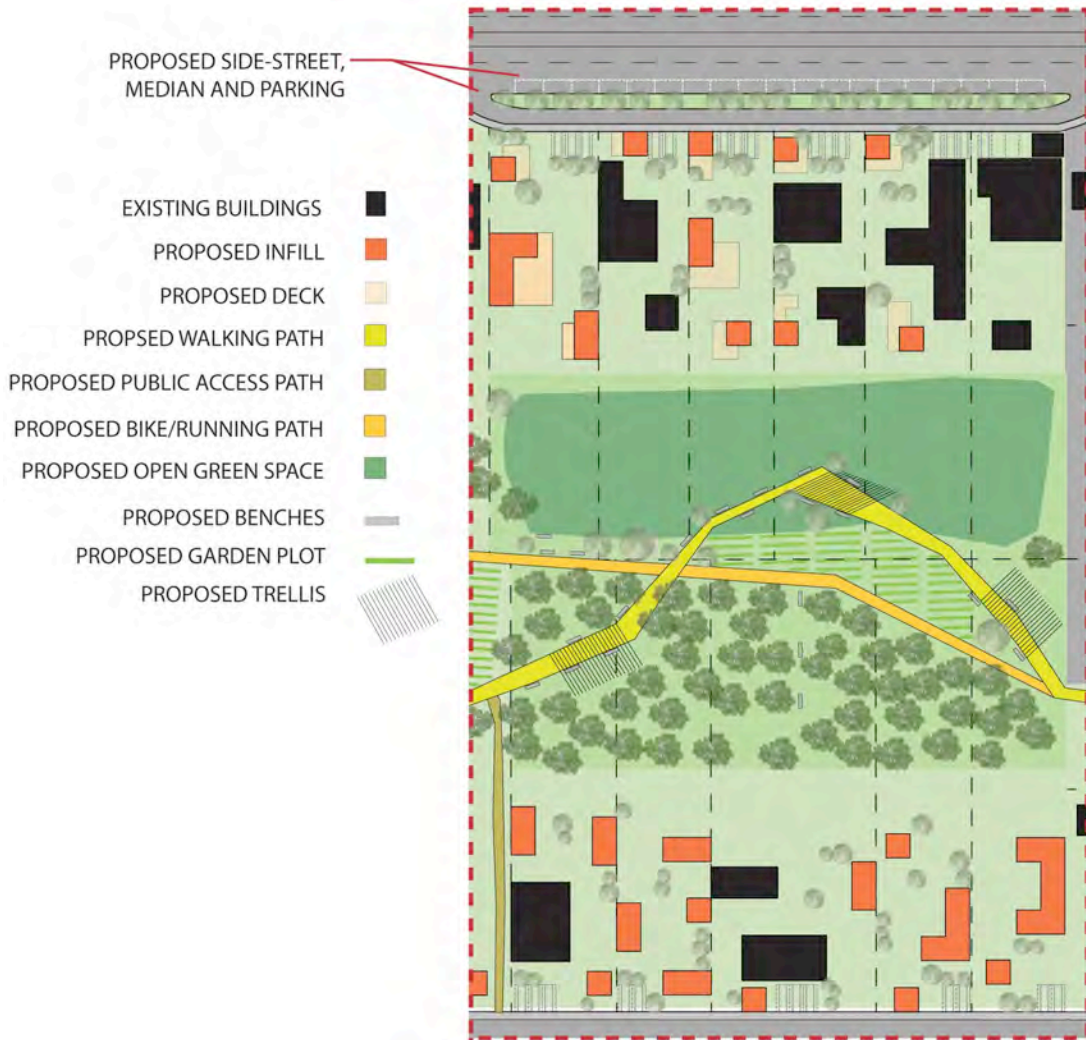 PROPOSED SIDE-STREET,
MEDIAN AND PARKING
EXISTING BUILDINGS
PROPOSED INFILL
PROPOSED DECK
PROPSED WALKING PATH
PROPOSED PUBLIC ACCESS PATH
PROPOSED BIKE/RUNNING PATH
PROPOSED OPEN GREEN SPACE
PROPOSED BENCHES
PROPOSED GARDEN PLOT
PROPOSED TRELLIS